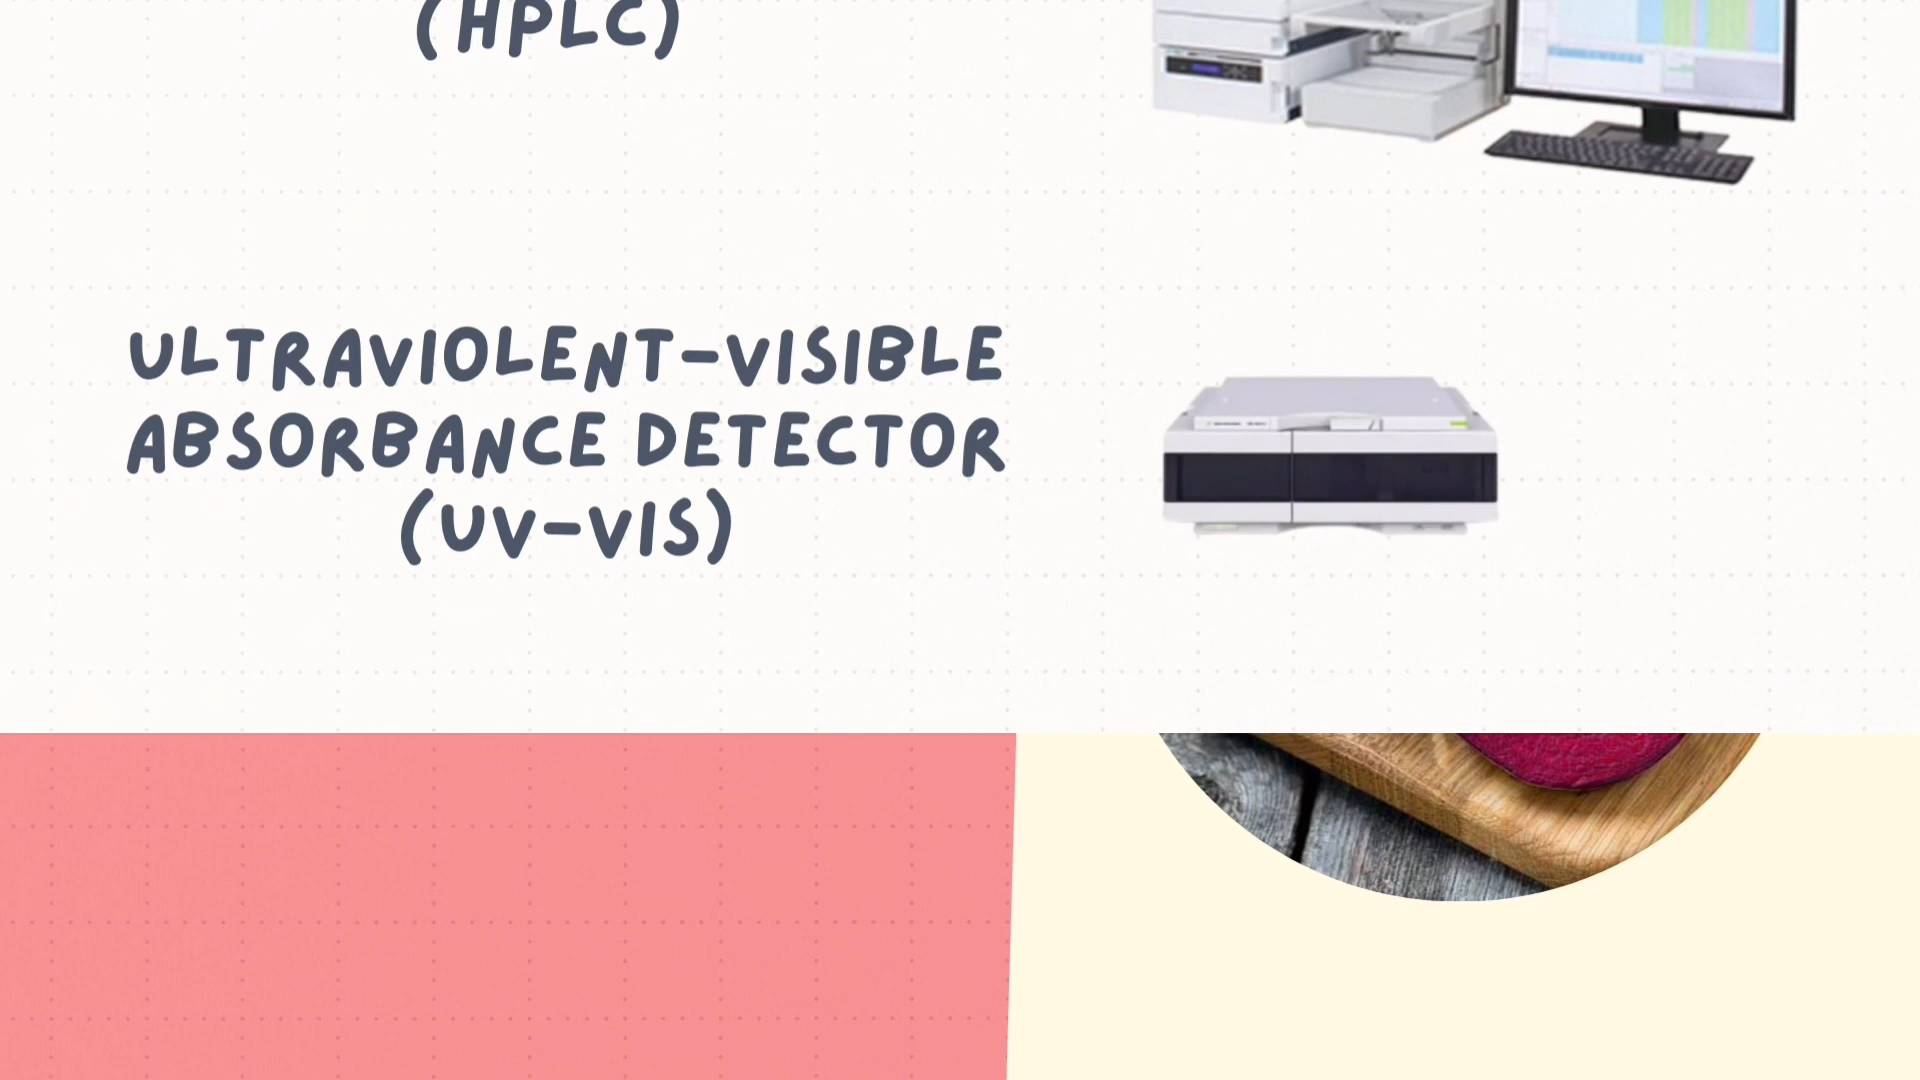 (HPLC)
ULTRAVIOLENT-VISIBLE
ABSORBANCE DETECTOR
(UV-VIS)